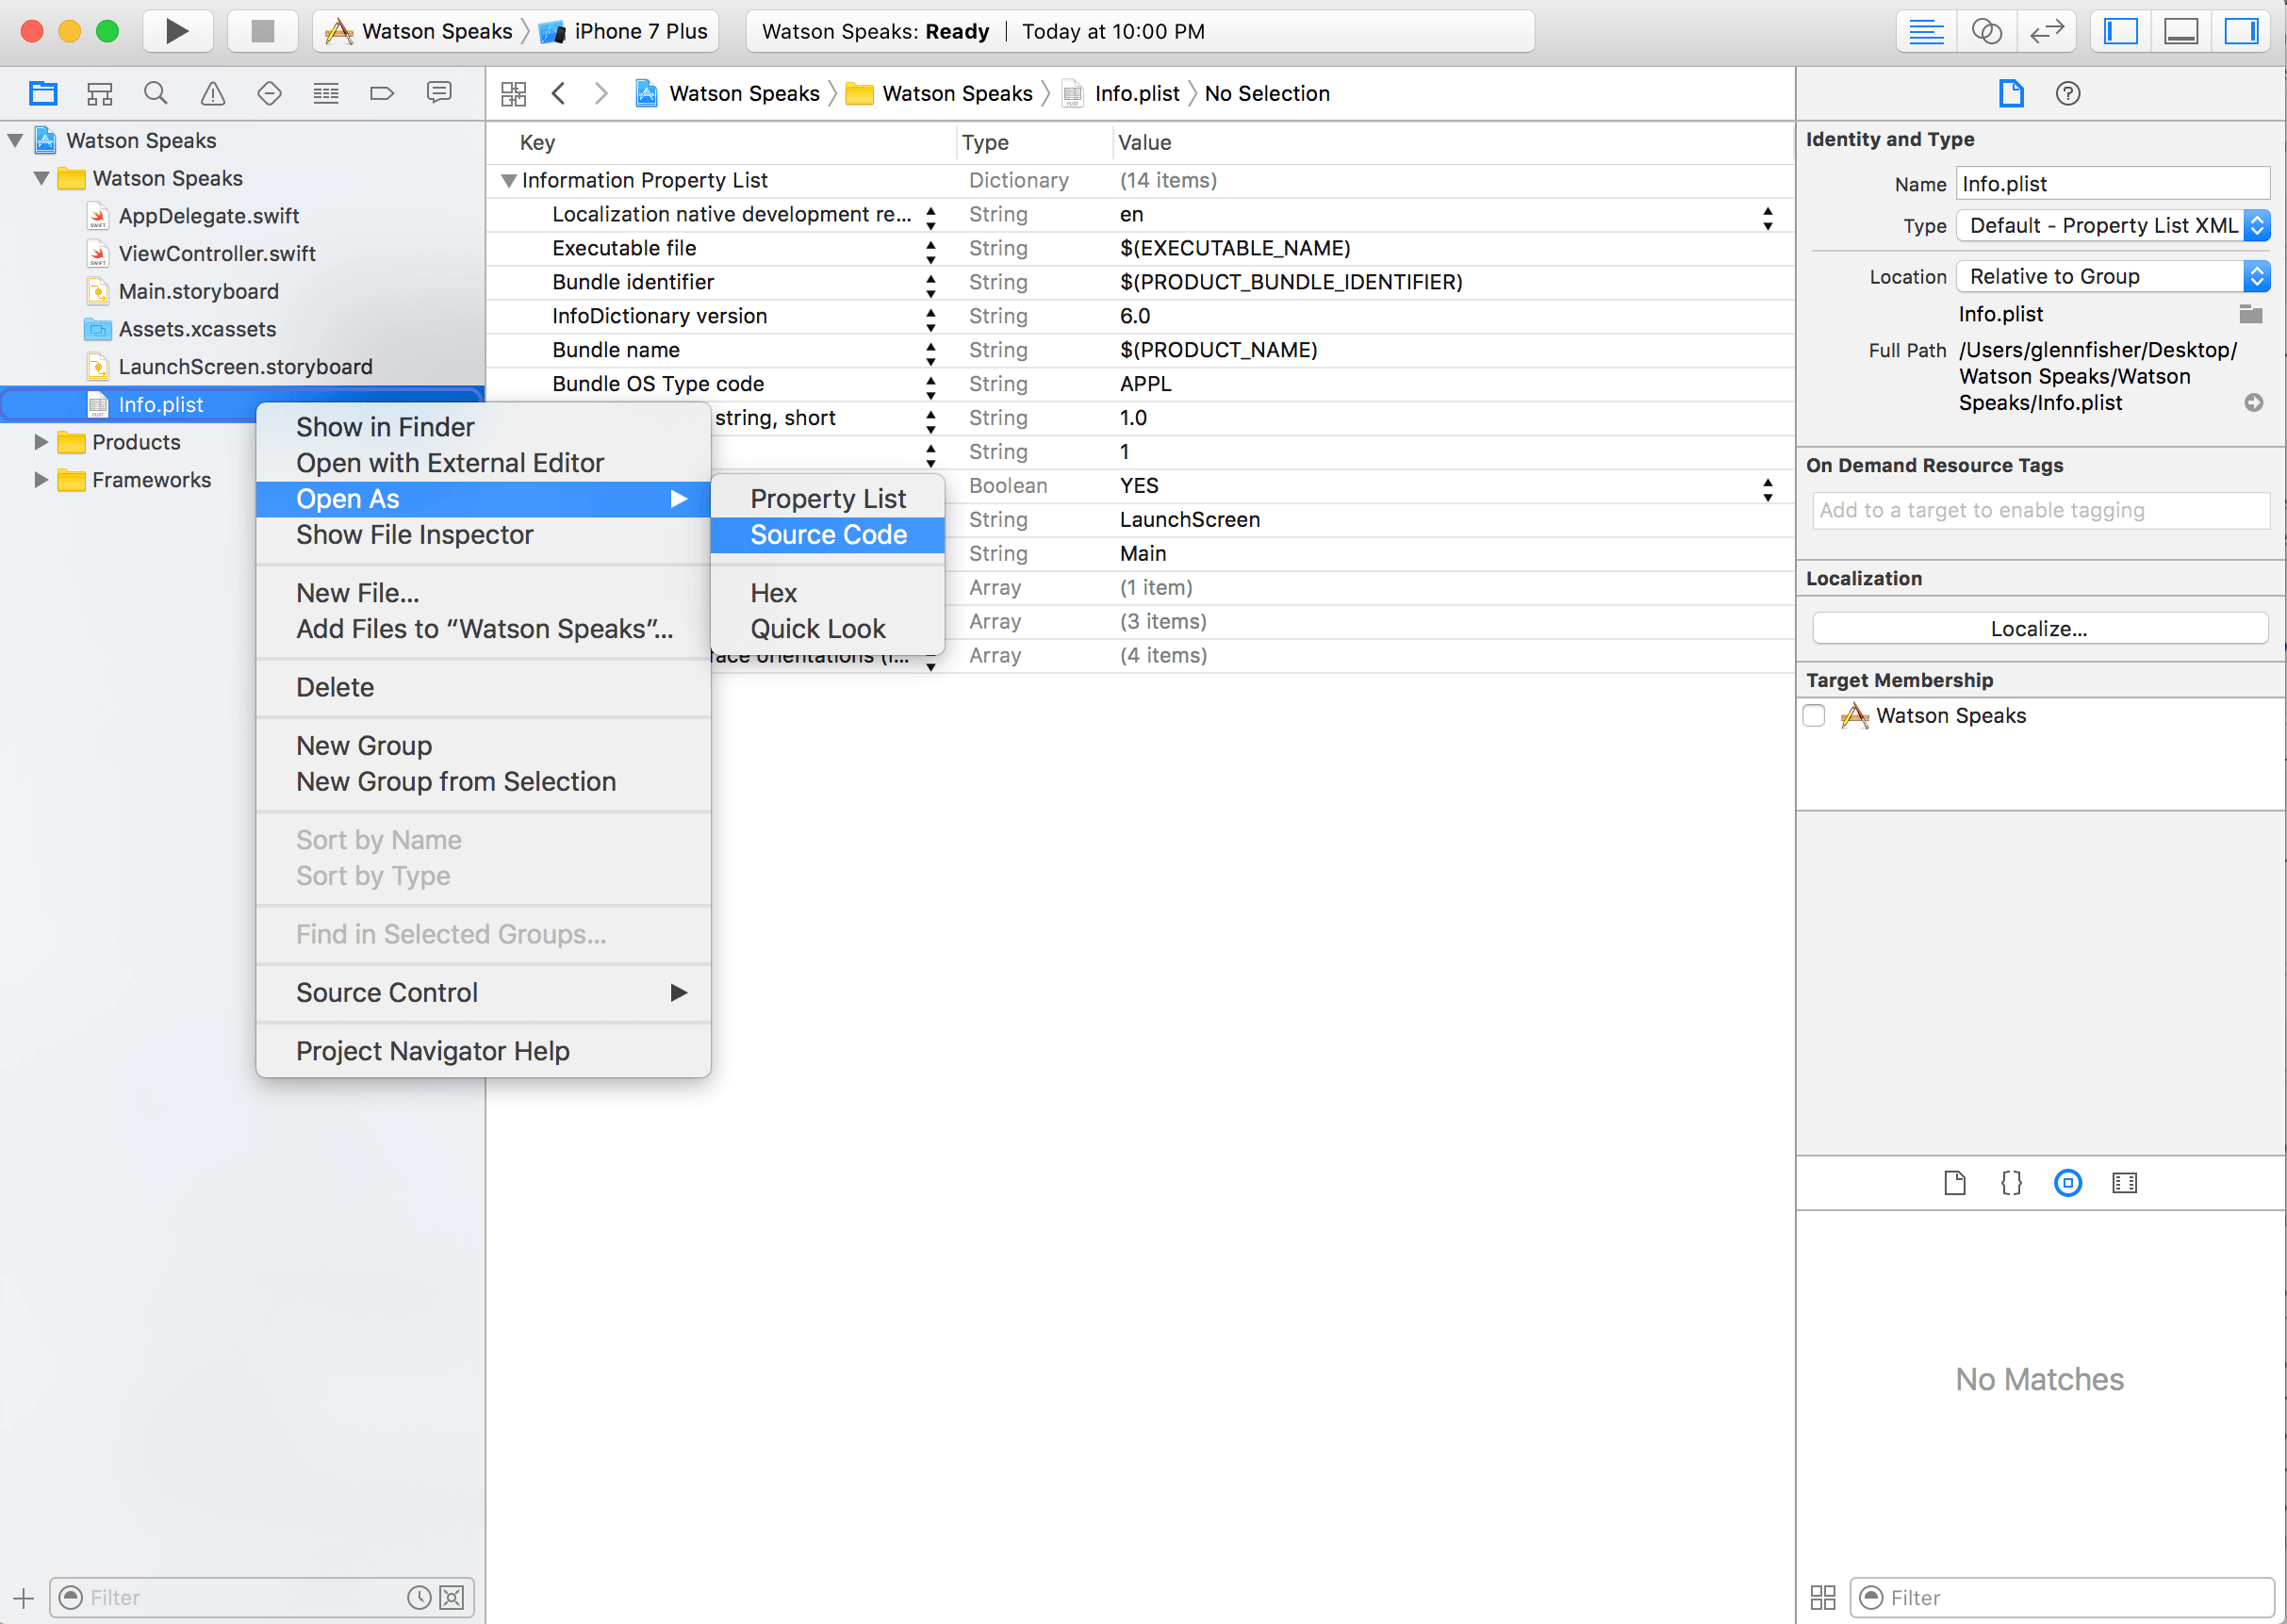 Watson Speaks iPhone 7 Plus
Watson Speaks: Ready Today at 10:00 PM
Watson Speaks Watson Speaks Info.plist No Selection
Watson Speaks
Watson Speaks
AppDelegate.swift
ViewController.swift
Main.storyboard
Assets.xcassets
LaunchScreen.storyboard
Info.plist
Products
Frameworks
Filter
Show in Finder
Open with External Editor
Open As
Show File Inspector
New File...
Add Files to “Watson Speaks”...
Delete
New Group
New Group from Selection
Sort by Name
Sort by Type
Find in Selected Groups...
Source Control
Project Navigator Help
Property List
Source Code
Hex
Quick Look
Key Type Value
Information Property List Dictionary (14 items)
Localization native development re... String en
Executable file String $(EXECUTABLE_NAME)
Bundle identifier String $(PRODUCT_BUNDLE_IDENTIFIER)
InfoDictionary version String 6.0
Bundle name String $(PRODUCT_NAME)
Bundle OS Type code String APPL
string, short String 1.0
String 1
Boolean YES
String LaunchScreen
String Main
Array (1 item)
Array (3 items)
orientations Array (4 items)
Identity and Type
Name Info.plist
Type Default - Property List XML
Location Relative to Group
Info.plist
Full Path /Users/glennfisher/Desktop/
Watson Speaks/Watson
Speaks/Info.plist
On Demand Resource Tags
Add to a target to enable tagging
Localization
Localize...
Target Membership
Watson Speaks
No Matches
Filter